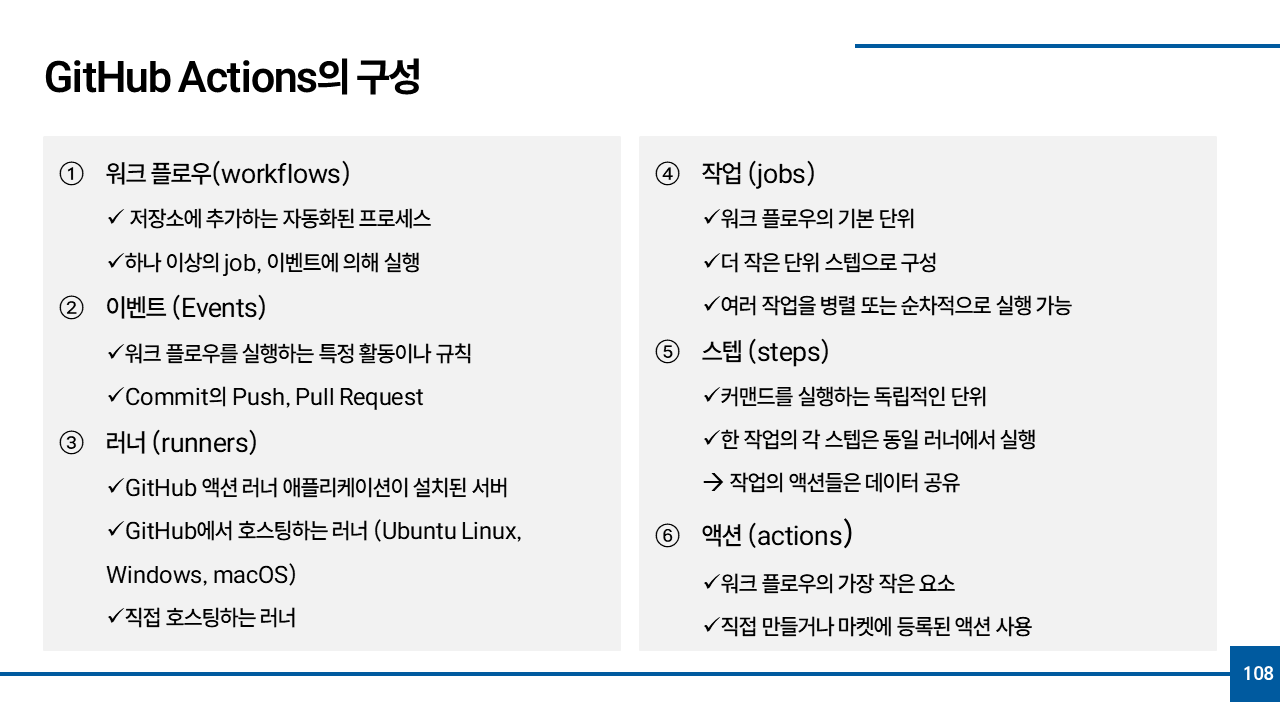 GitHub Actions의 구성
① 워크 플로우(workflows)
✓ 저장소에 추가하는 자동화된 프로세스
✓하나 이상의 job, 이벤트에 의해 실행
② 이벤트 (Events)
✓워크 플로우를 실행하는 특정 활동이나 규칙
✓Commit의 Push, Pull Request
③ 러너 (runners)
✓GitHub 액션 러너 애플리케이션이 설치된 서버
✓GitHub에서 호스팅하는 러너 (Ubuntu Linux,
Windows, macOS)
✓직접 호스팅하는 러너
④ 작업 (jobs)
✓워크 플로우의 기본 단위
✓더 작은 단위 스텝으로 구성
✓여러 작업을 병렬 또는 순차적으로 실행 가능
⑤ 스텝 (steps)
✓커맨드를 실행하는 독립적인 단위
✓한 작업의 각 스텝은 동일 러너에서 실행
→ 작업의 액션들은 데이터 공유
⑥ 액션 (actions)
✓워크 플로우의 가장 작은 요소
✓직접 만들거나 마켓에 등록된 액션 사용
108